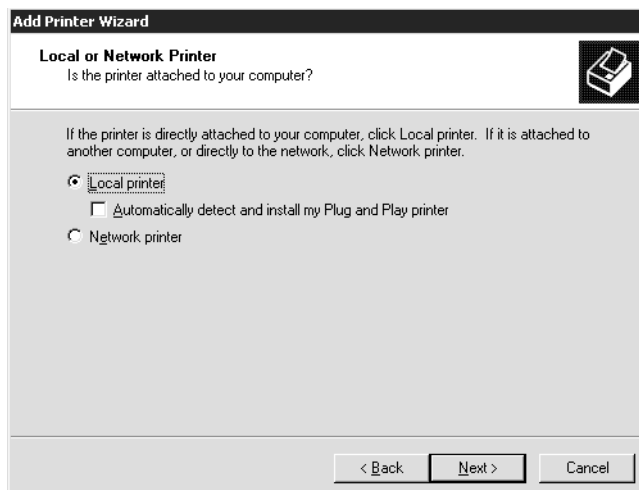 Add Printer Wizard
Local or Network Printer
Is the printer attached to your computer?
If the printer is directly attached to your computer, click Local printer. If it is attached to
another computer, or directly to the network, click Network printer.
Local printer
Automatically detect and install my Plug and Play printer
Network printer
< Back
Next >
Cancel